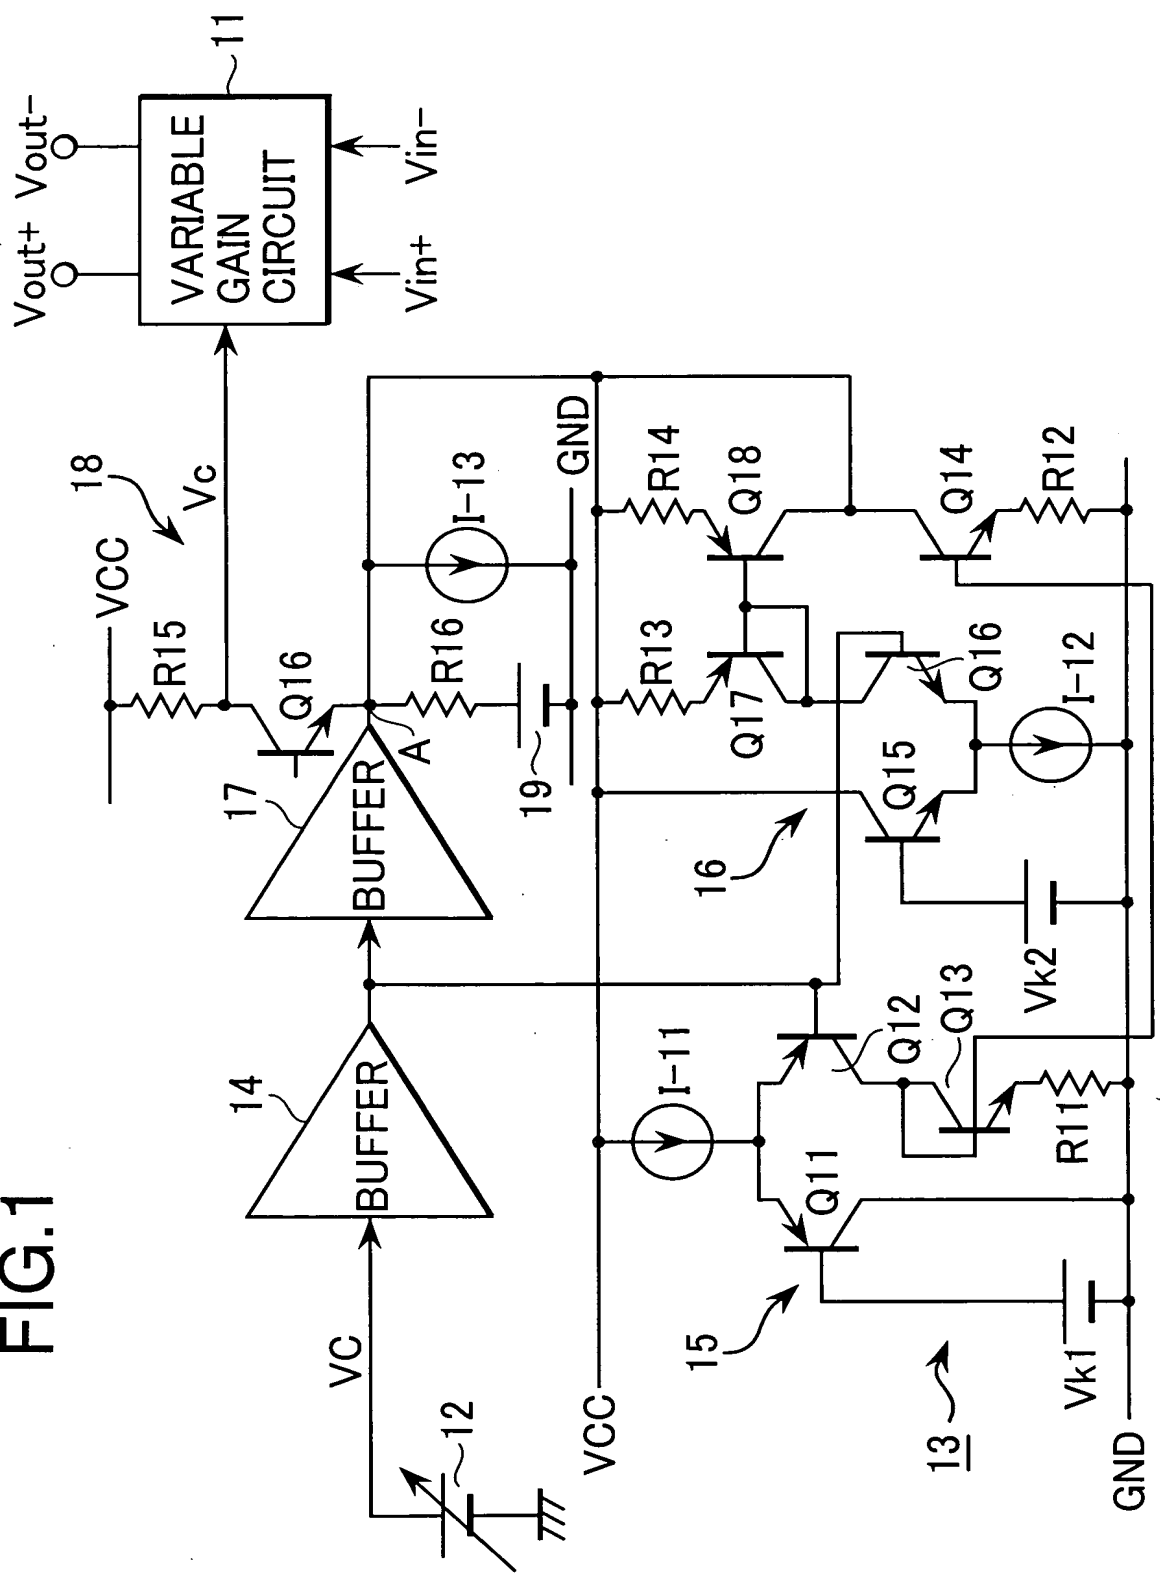 FIG.1
11
Vout+
Vout-
VARIABLE
GAIN
CIRCUIT
Vin+
Vin-
18
Vc
VCC
R15
Q16
17
BUFFER
A
R16
I-13
19
GND
14
BUFFER
VC
12
VCC
I-11
15
Q11
Q12
Q13
R11
Vk1
13
GND
16
R13
R14
Q17
Q18
Q15
Q16
Q14
R12
I-12
Vk2